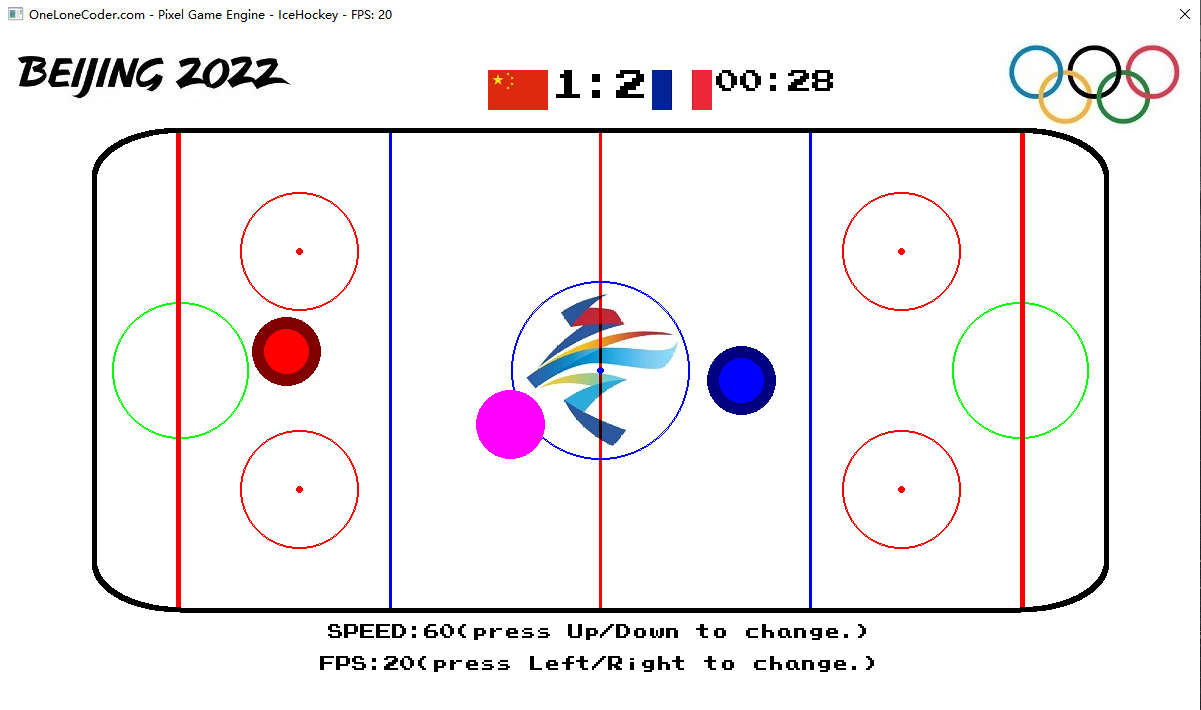 OneLoneCoder.com - Pixel Game Engine - IceHockey - FPS: 20
BEIJING 2022
1:2 00:28
SPEED:60(press Up/Down to change.)
FPS:20(press Left/Right to change.)